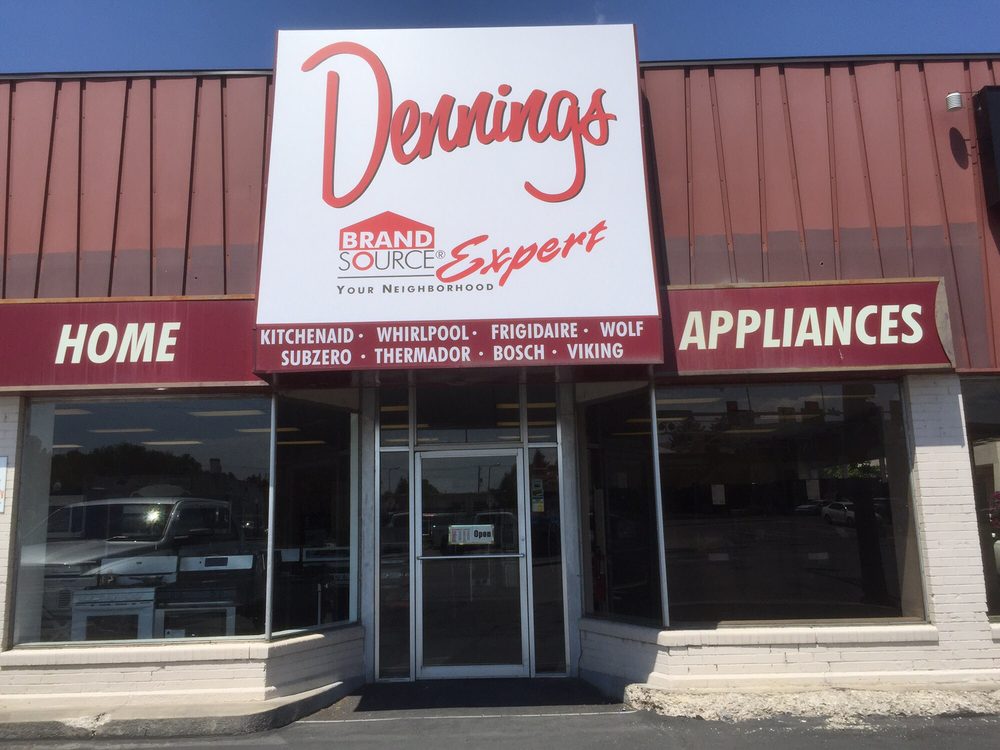 Dennings
BRAND
SOURCE® Expert
YOUR NEIGHBORHOOD
HOME
KITCHENAID · WHIRLPOOL · FRIGIDAIRE · WOLF
SUBZERO · THERMADOR · BOSCH · VIKING
APPLIANCES
Open